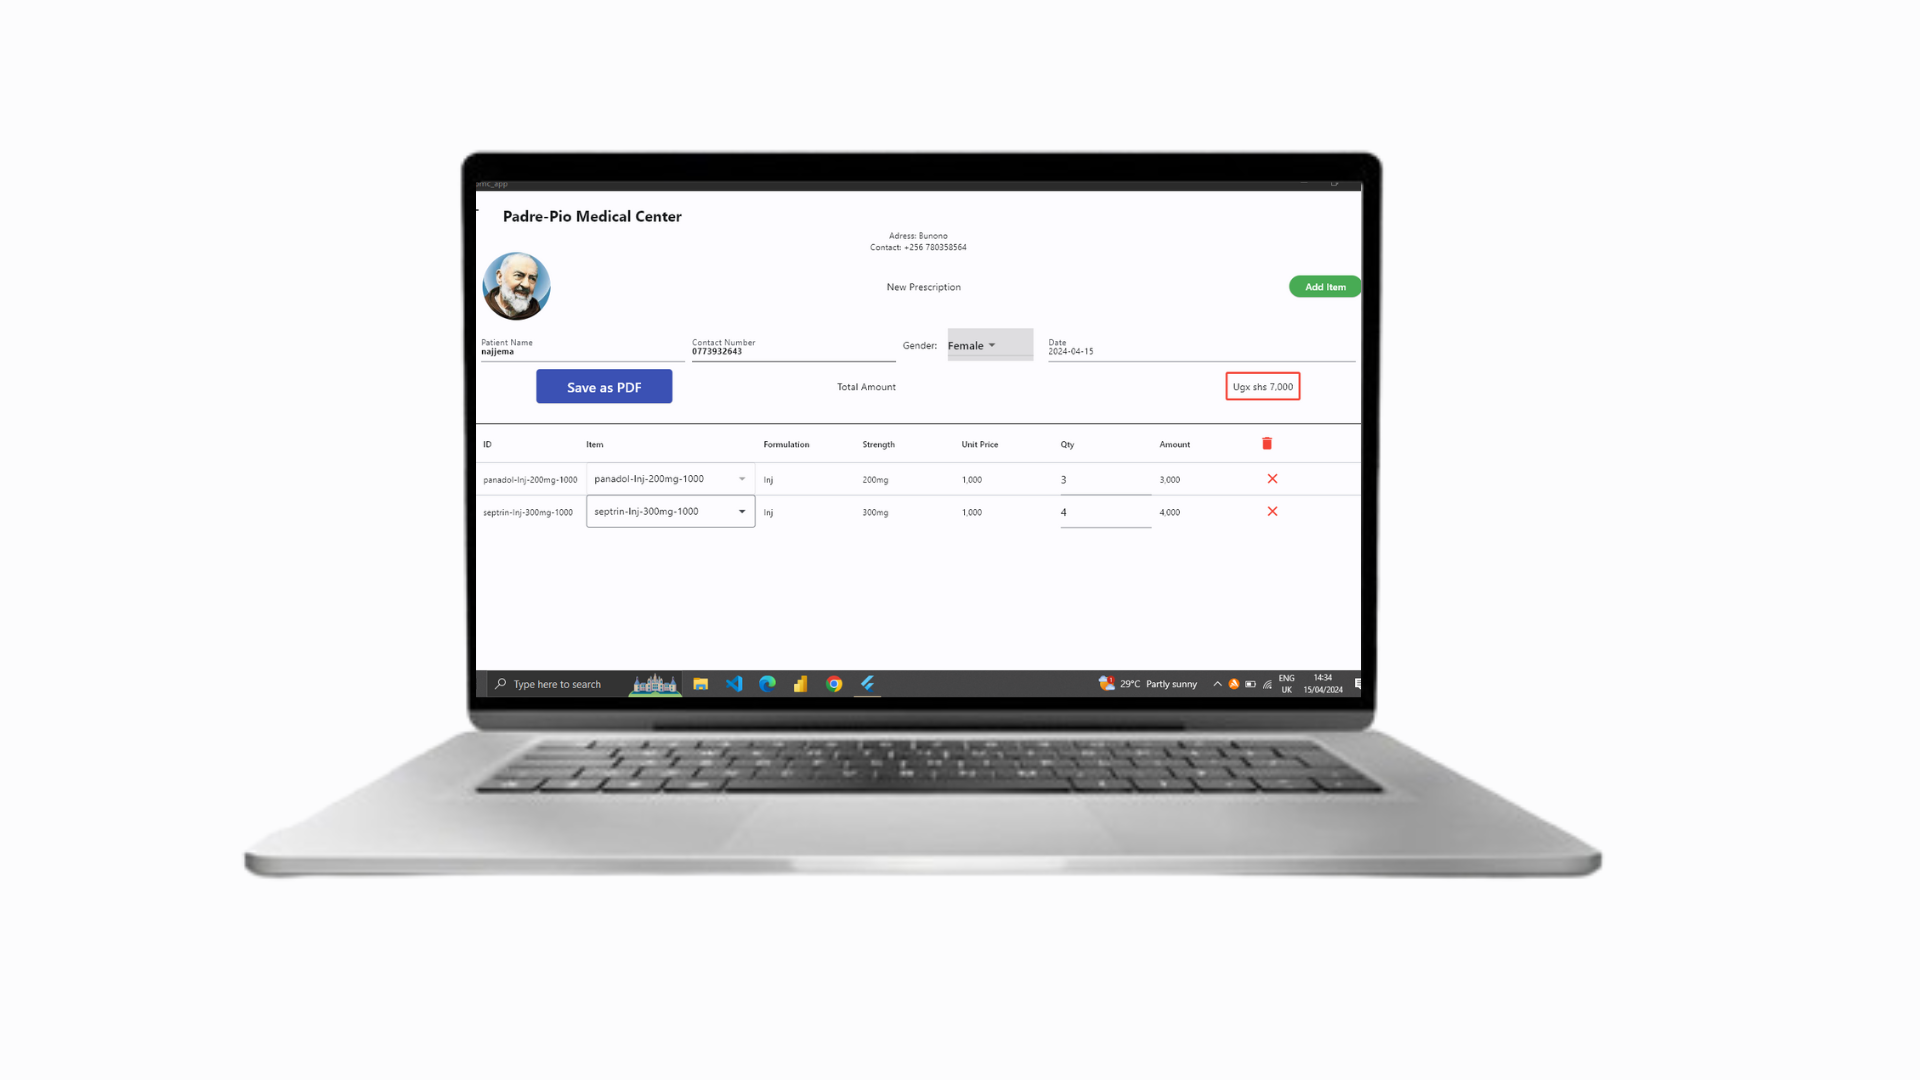 pmc_app
Padre-Pio Medical Center
Adress: Bunono
Contact: +256 780358564
New Prescription
Add Item
Patient Name
najjema
Contact Number
0773932643
Gender: Female
Date
2024-04-15
Save as PDF
Total Amount
Ugx shs 7,000
ID Item Formulation Strength Unit Price Qty Amount
panadol-Inj-200mg-1000 panadol-Inj-200mg-1000 Inj 200mg 1,000 3 3,000
septrin-Inj-300mg-1000 septrin-Inj-300mg-1000 Inj 300mg 1,000 4 4,000
Type here to search
1
29°C Partly sunny
ENG
UK
14:34
15/04/2024